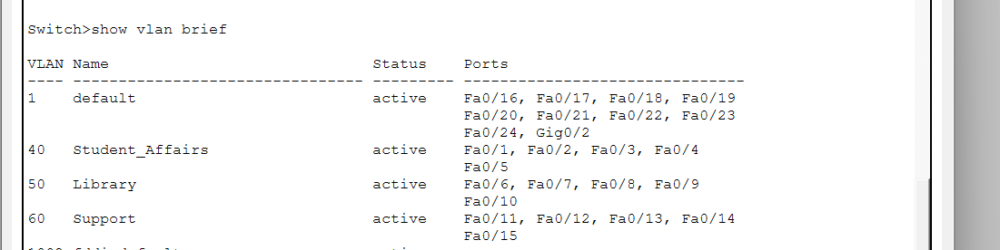 Switch>show vlan brief
VLAN Name                             Status    Ports
---- -------------------------------- --------- -------------------------------
1    default                          active    Fa0/16, Fa0/17, Fa0/18, Fa0/19
                                                Fa0/20, Fa0/21, Fa0/22, Fa0/23
                                                Fa0/24, Gig0/2
40   Student_Affairs                  active    Fa0/1, Fa0/2, Fa0/3, Fa0/4
                                                Fa0/5
50   Library                          active    Fa0/6, Fa0/7, Fa0/8, Fa0/9
                                                Fa0/10
60   Support                          active    Fa0/11, Fa0/12, Fa0/13, Fa0/14
                                                Fa0/15